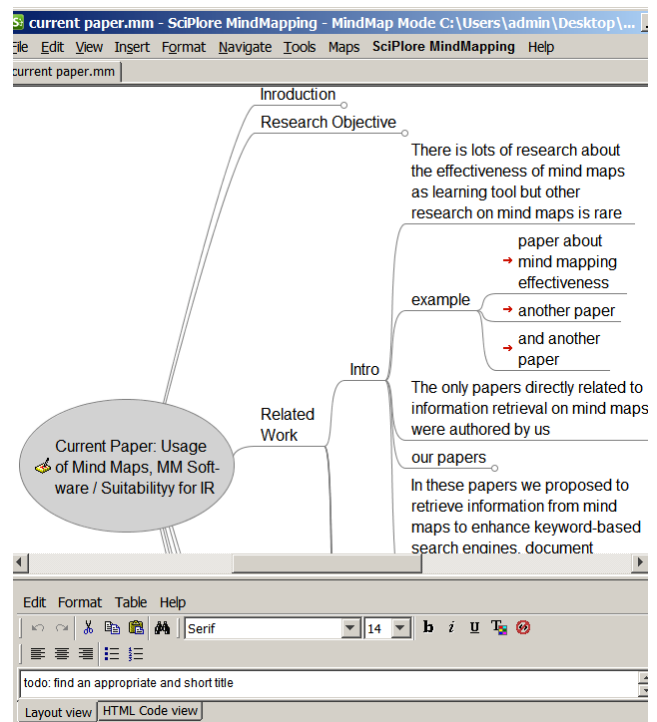 current paper.mm - SciPlore MindMapping - MindMap Mode C:\Users\admin\Desktop\...
File Edit View Insert Format Navigate Tools Maps SciPlore MindMapping Help
current paper.mm
Inroduction
Research Objective
There is lots of research about
the effectiveness of mind maps
as learning tool but other
research on mind maps is rare
paper about
mind mapping
effectiveness
example
another paper
and another
paper
Intro
The only papers directly related to
information retrieval on mind maps
were authored by us
Related
Work
Current Paper: Usage
of Mind Maps, MM Soft-
ware / Suitabilityy for IR
our papers
In these papers we proposed to
retrieve information from mind
maps to enhance keyword-based
search engines, document
Edit Format Table Help
Serif 14 b i u T
todo: find an appropriate and short title
Layout view HTML Code view